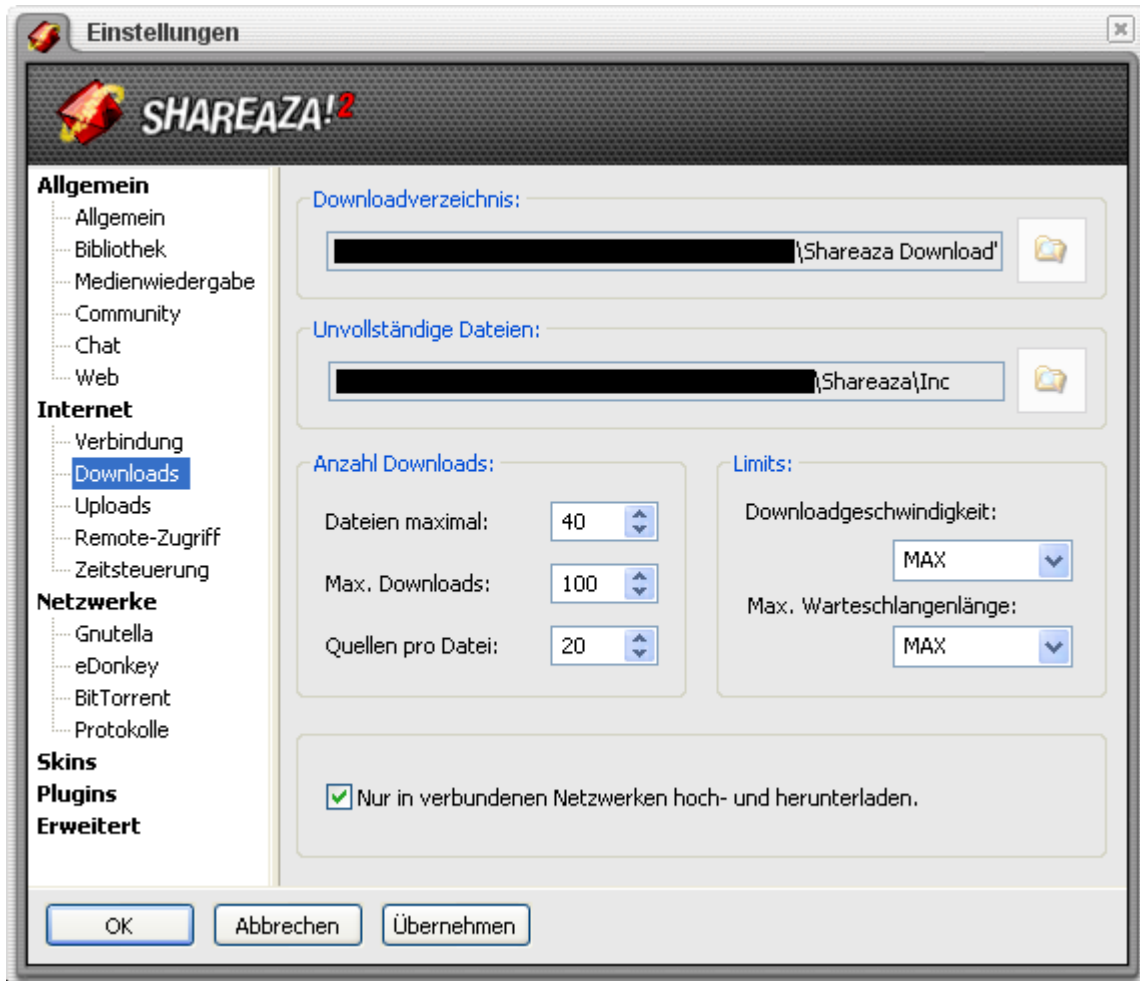 Einstellungen
SHAREAZA!2
Allgemein
Allgemein
Bibliothek
Medienwiedergabe
Community
Chat
Web
Internet
Verbindung
Downloads
Uploads
Remote-Zugriff
Zeitsteuerung
Netzwerke
Gnutella
eDonkey
BitTorrent
Protokolle
Skins
Plugins
Erweitert
Downloadverzeichnis:
\Shareaza Download'
Unvollständige Dateien:
\Shareaza\Inc
Anzahl Downloads:
Dateien maximal: 40
Max. Downloads: 100
Quellen pro Datei: 20
Limits:
Downloadgeschwindigkeit:
MAX
Max. Warteschlangenlänge:
MAX
Nur in verbundenen Netzwerken hoch- und herunterladen.
OK Abbrechen Übernehmen